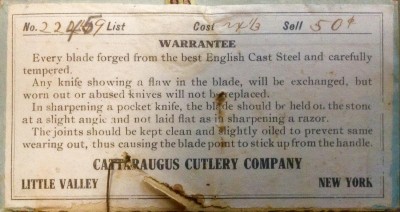 No. 22459 List Cost Sell 50¢
WARRANTEE
Every blade forged from the best English Cast Steel and carefully
tempered.
Any knife showing a flaw in the blade, will be exchanged, but
worn out or abused knives will not be replaced.
In sharpening a pocket knife, the blade should be held on the stone
at a slight angle and not laid flat as in sharpening a razor.
The joints should be kept clean and slightly oiled to prevent same
wearing out, thus causing the blade point to stick up from the handle.
CATTARAUGUS CUTLERY COMPANY
LITTLE VALLEY NEW YORK